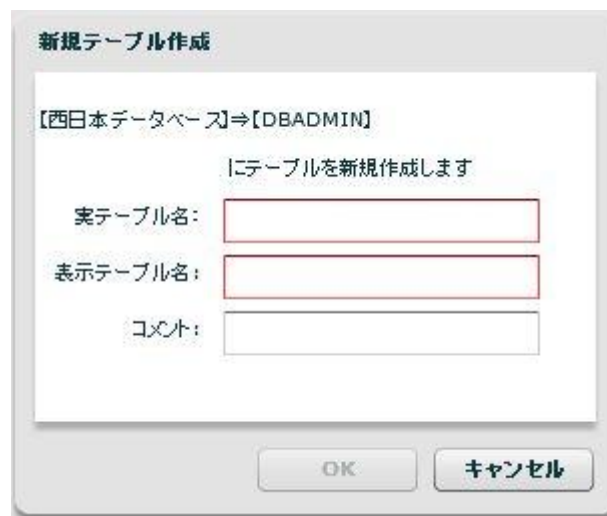 新規テーブル作成
【西日本データベース】⇒【DBADMIN】
にテーブルを新規作成します
実テーブル名:
表示テーブル名:
コメント:
OK キャンセル